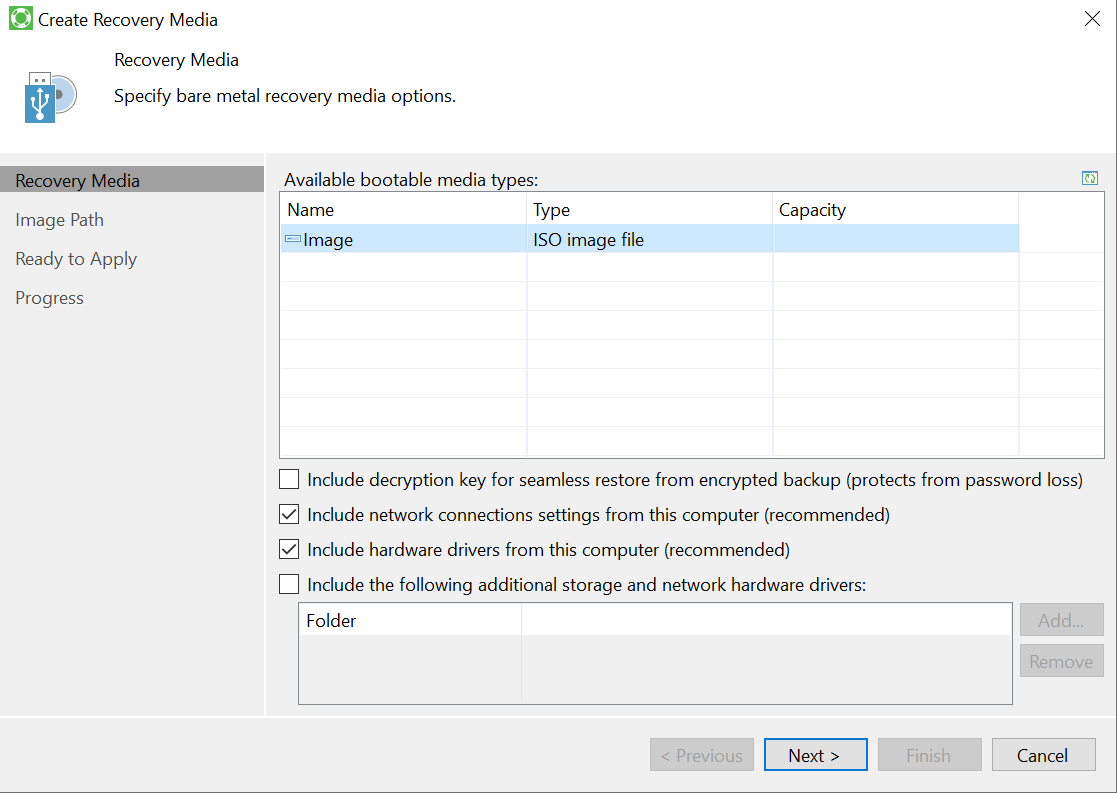 Create Recovery Media
Recovery Media
Specify bare metal recovery media options.
Recovery Media
Image Path
Ready to Apply
Progress
Available bootable media types:
Name Type Capacity
Image ISO image file
Include decryption key for seamless restore from encrypted backup (protects from password loss)
Include network connections settings from this computer (recommended)
Include hardware drivers from this computer (recommended)
Include the following additional storage and network hardware drivers:
Folder
Add...
Remove
< Previous Next > Finish Cancel